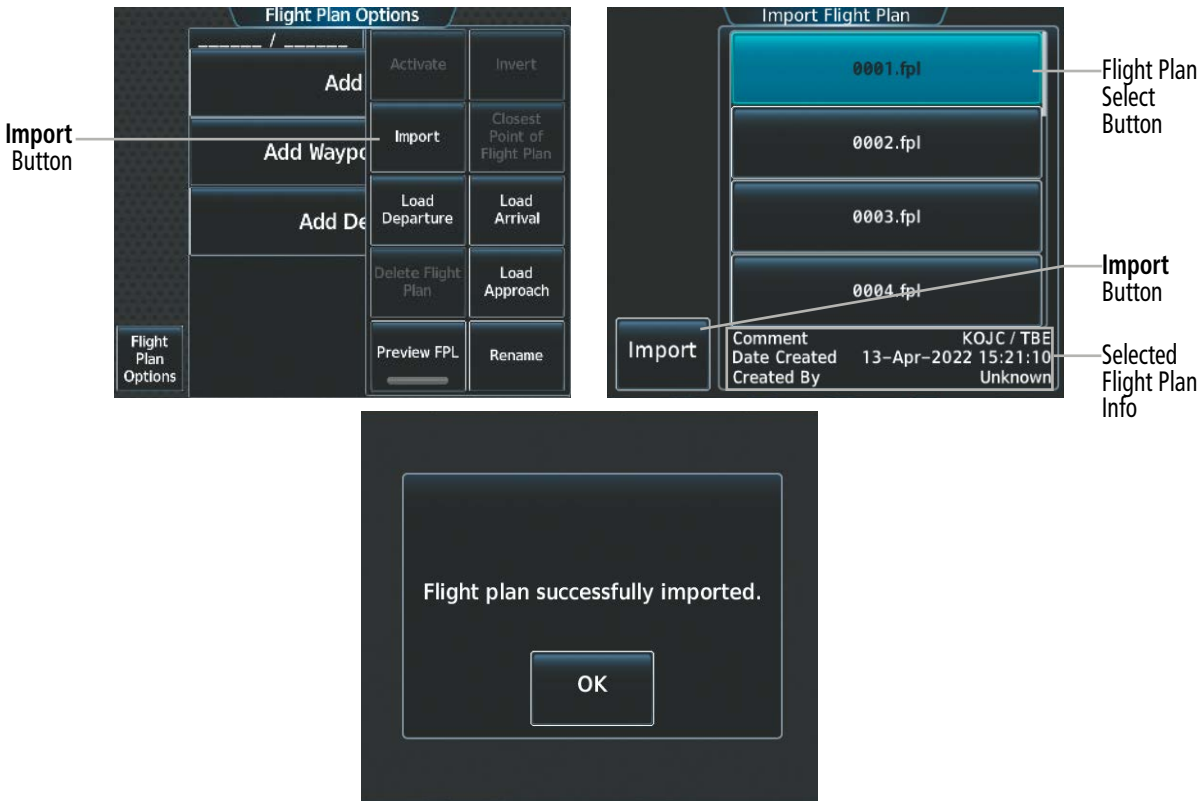 Flight Plan Options
______ / ______
Add
Add Waypo
Add De
Activate
Invert
Import
Closest
Point of
Flight Plan
Load
Departure
Load
Arrival
Delete Flight
Plan
Load
Approach
Preview FPL
Rename
Flight
Plan
Options
Import
Button
Import Flight Plan
0001.fpl
0002.fpl
0003.fpl
0004.fpl
Import
Comment KOJC / TBE
Date Created 13-Apr-2022 15:21:10
Created By Unknown
Flight Plan
Select
Button
Import
Button
Selected
Flight Plan
Info
Flight plan successfully imported.
OK